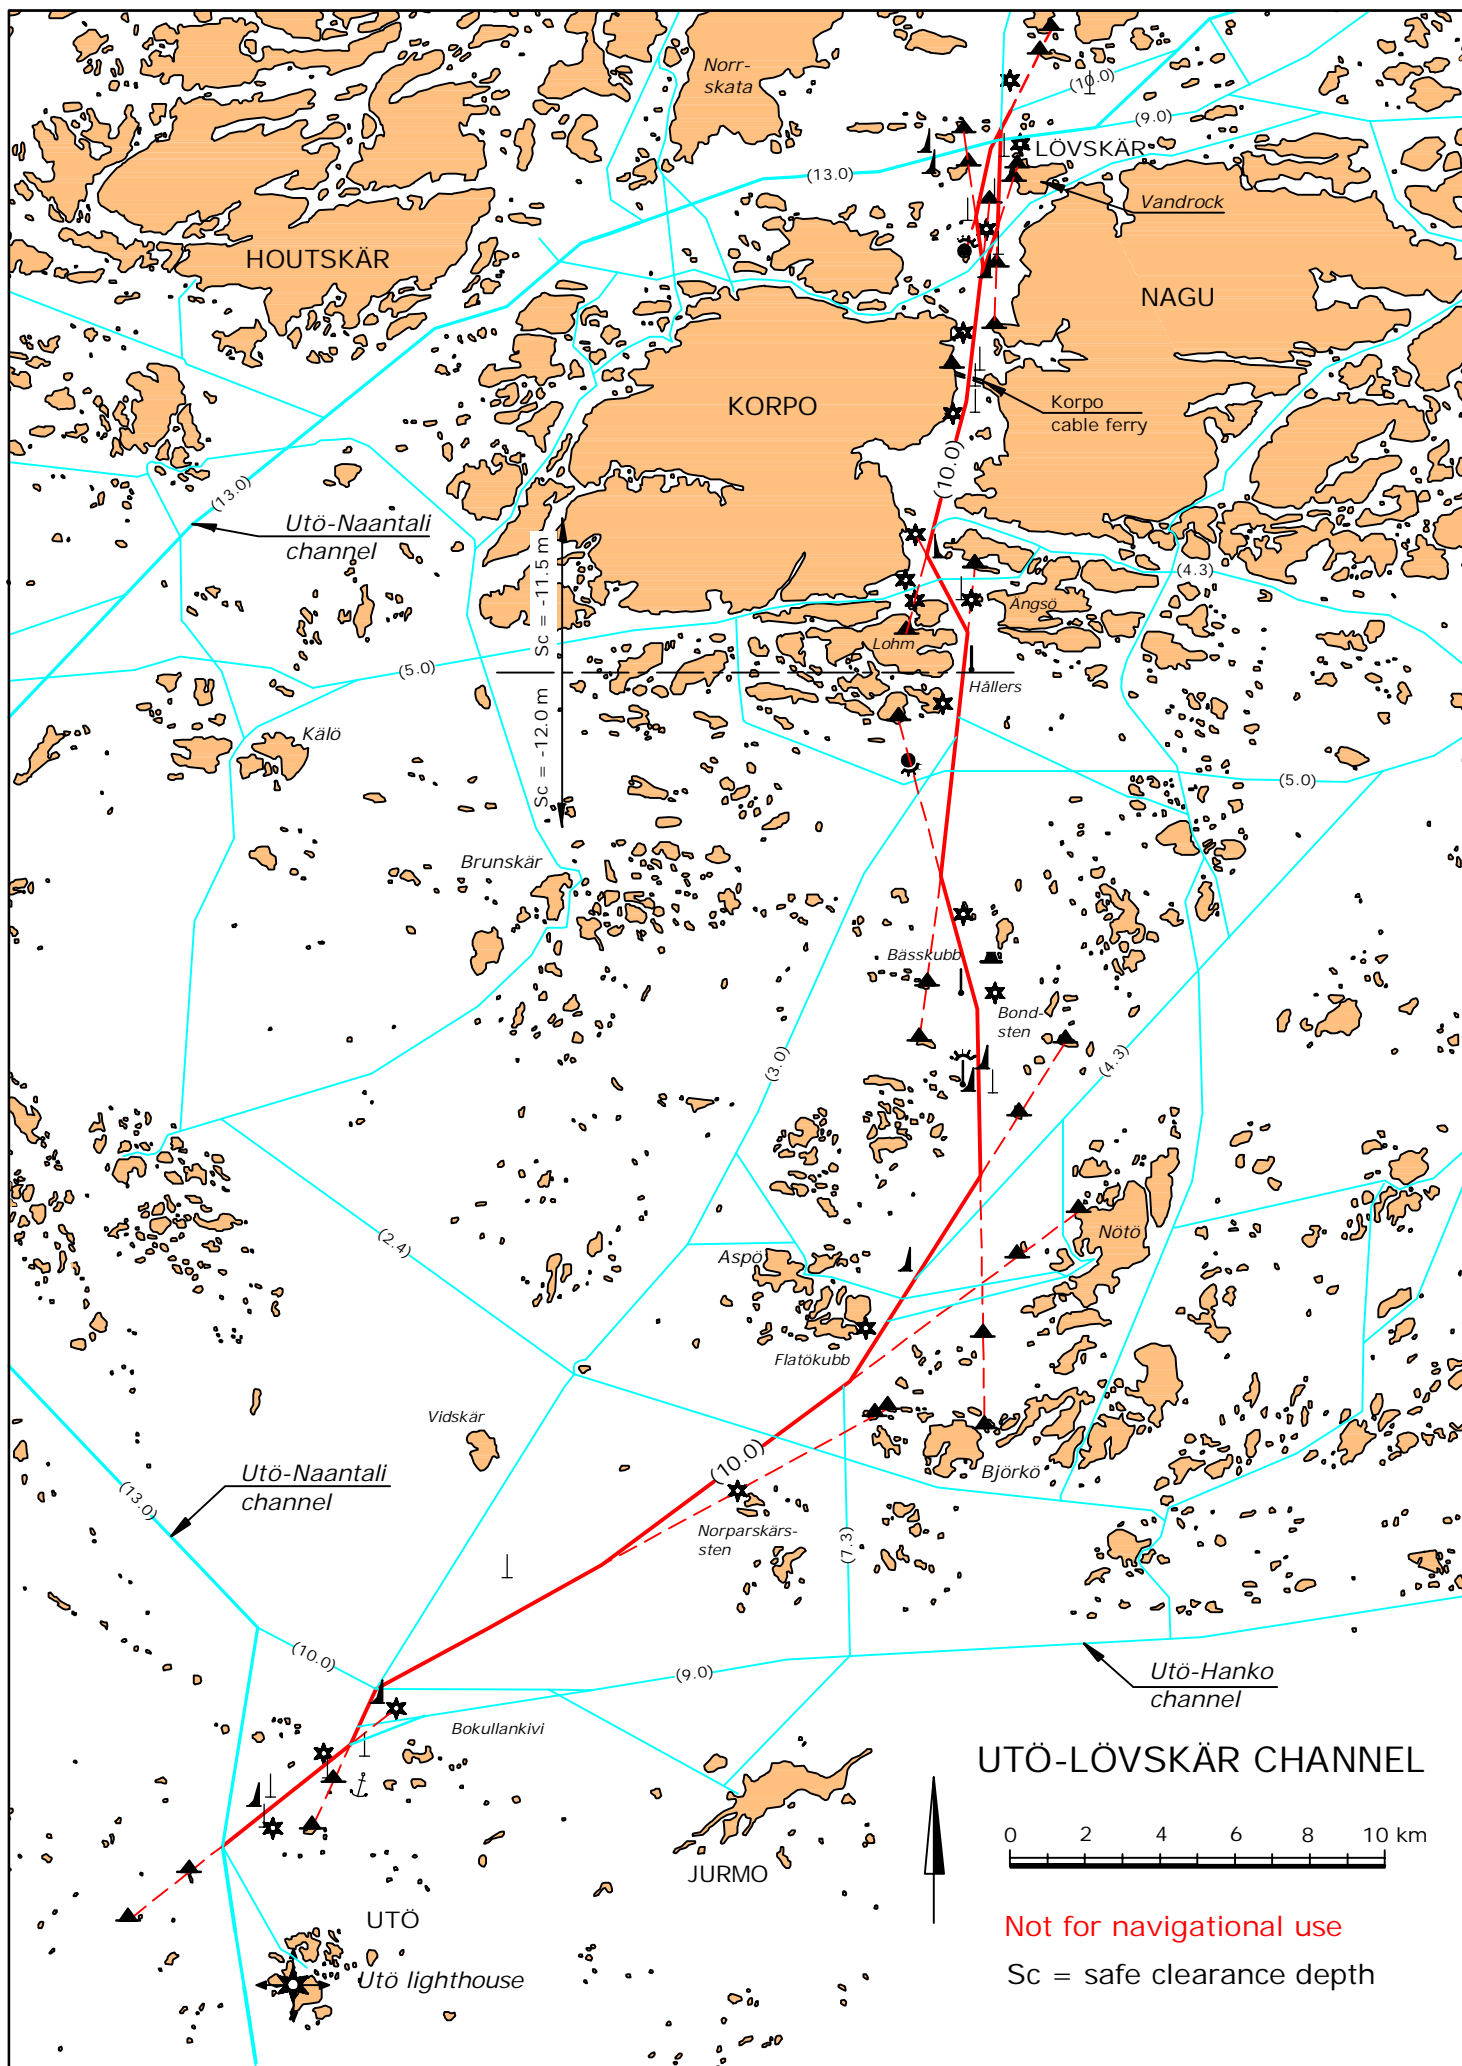 Norr-
skata
(10.0)
(9.0)
LÖVSKÄR
(13.0)
Vandrock
HOUTSKÄR
NAGU
KORPO
Korpo
cable ferry
(10.0)
(13.0)
Utö-Naantali
channel
Sc = -11.5 m
(4.3)
Ängsö
Lohm
(5.0)
Hållers
Sc = -12.0 m
Kälö
(5.0)
Brunskär
Bässkubb
Bond-
sten
(3.0)
(4.3)
(2.4)
Nötö
Aspö
Flatökubb
Vidskär
(10.0)
Björkö
Utö-Naantali
channel
(13.0)
Norparskärs-
sten
(7.3)
(10.0)
(9.0)
Utö-Hanko
channel
Bokullankivi
UTÖ-LÖVSKÄR CHANNEL
0 2 4 6 8 10 km
JURMO
UTÖ
Not for navigational use
Utö lighthouse
Sc = safe clearance depth